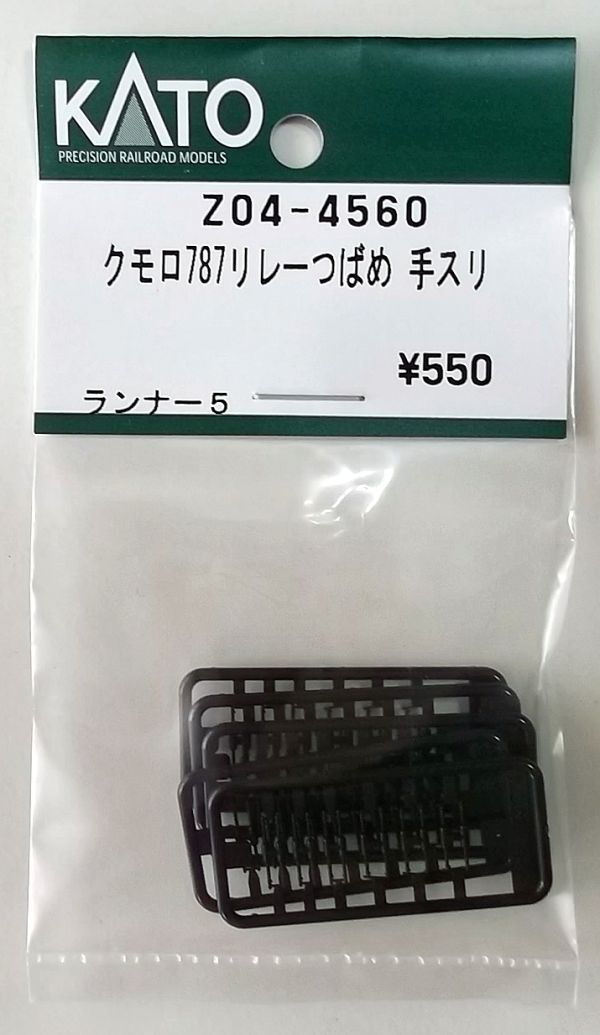 KATO
PRECISION RAILROAD MODELS
Z04-4560
クモロ787リレーつばめ 手スリ
¥550
ランナー5